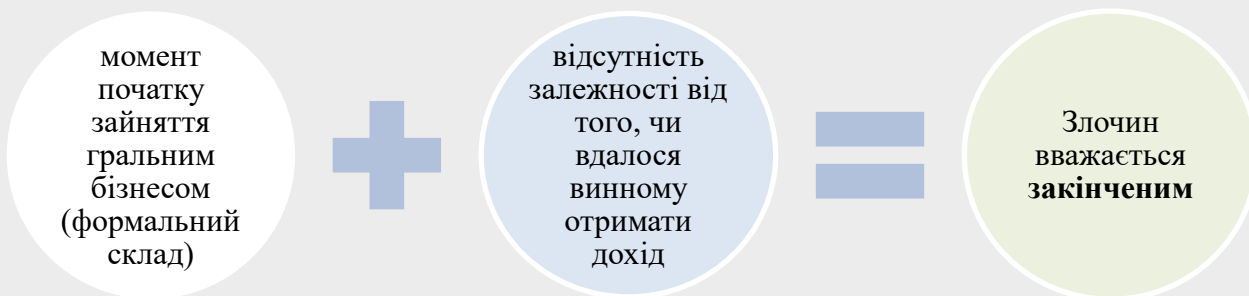 момент
початку
зайняття
гральним
бізнесом
(формальний
склад)
відсутність
залежності від
того, чи
вдалося
винному
отримати
дохід
Злочин
вважається
закінченим